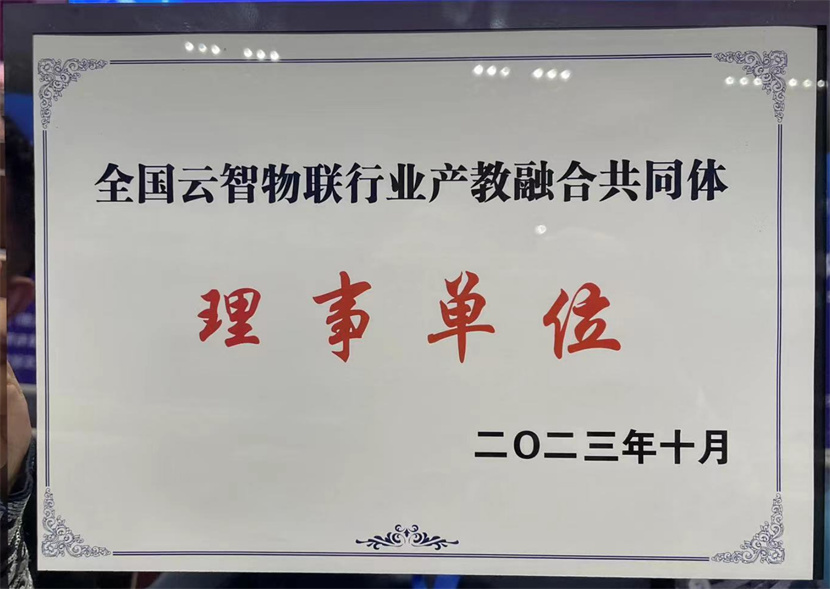 全国云智物联行业产教融合共同体
理事单位
二〇二三年十月